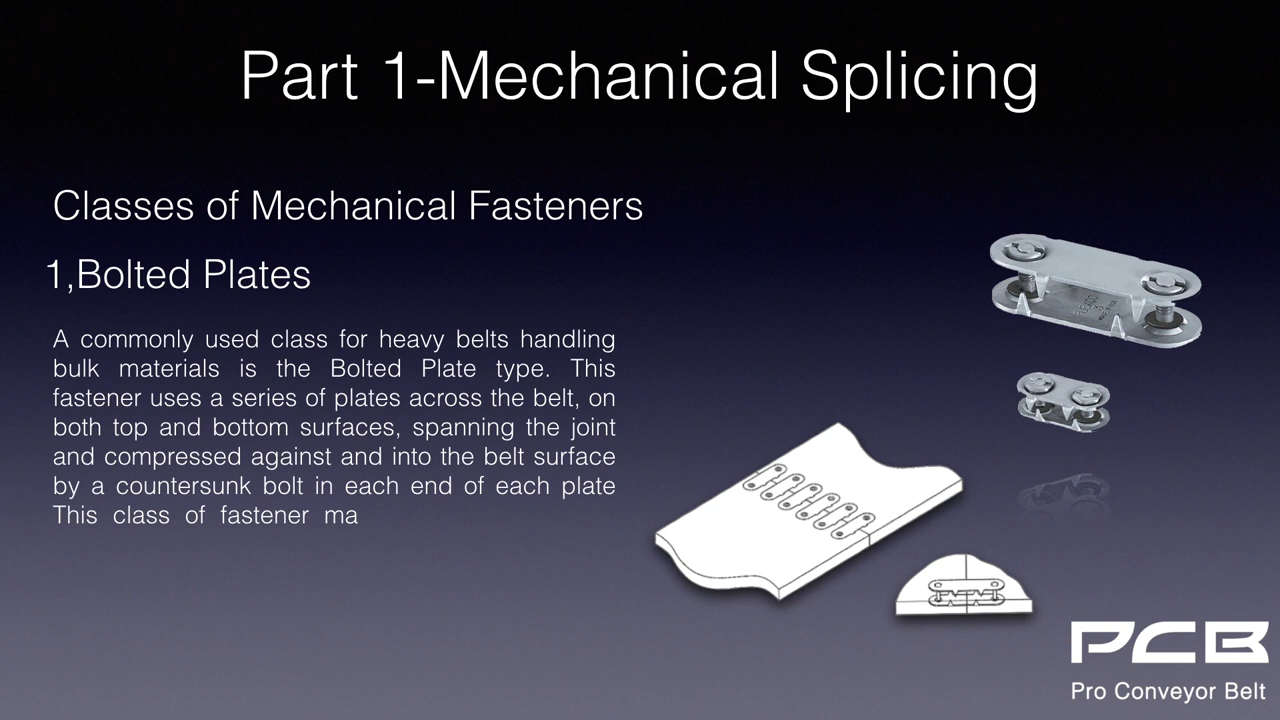 Part 1-Mechanical Splicing
Classes of Mechanical Fasteners
1,Bolted Plates
A commonly used class for heavy belts handling
bulk materials is the Bolted Plate type. This
fastener uses a series of plates across the belt, on
both top and bottom surfaces, spanning the joint
and compressed against and into the belt surface
by a countersunk bolt in each end of each plate
This class of fastener ma
FLEXCO
PCB
Pro Conveyor Belt